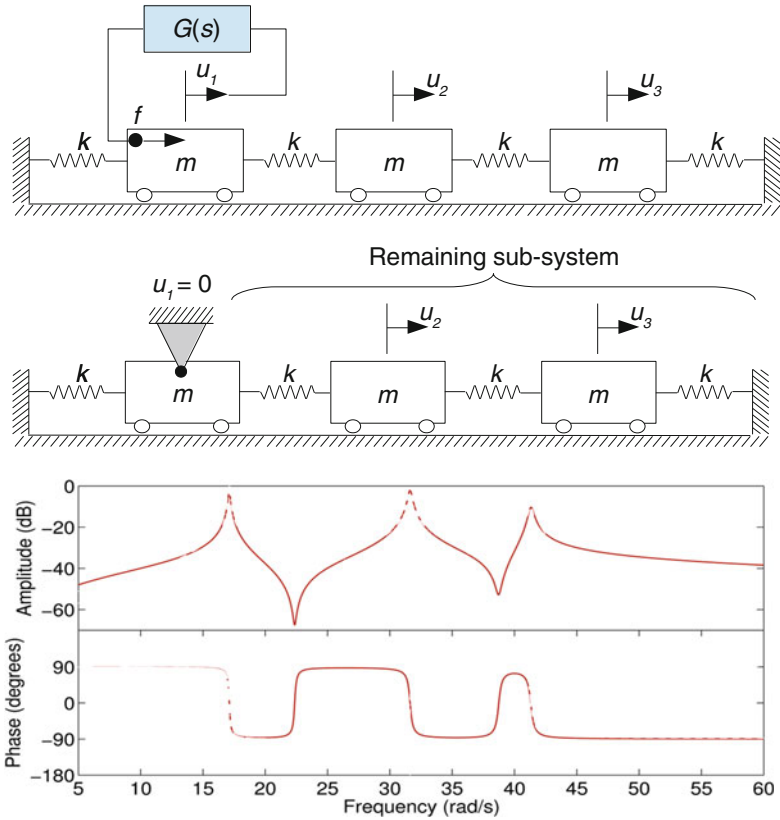 G(s)
u1
u2
u3
f
k
k
k
k
m
m
m
Remaining sub-system
u1 = 0
u2
u3
k
k
k
k
m
m
m
Amplitude (dB)
0
−20
−40
−60
Phase (degrees)
90
0
−90
−180
5 10 15 22 25 30 35 40 45 50 55 60
Frequency (rad/s)